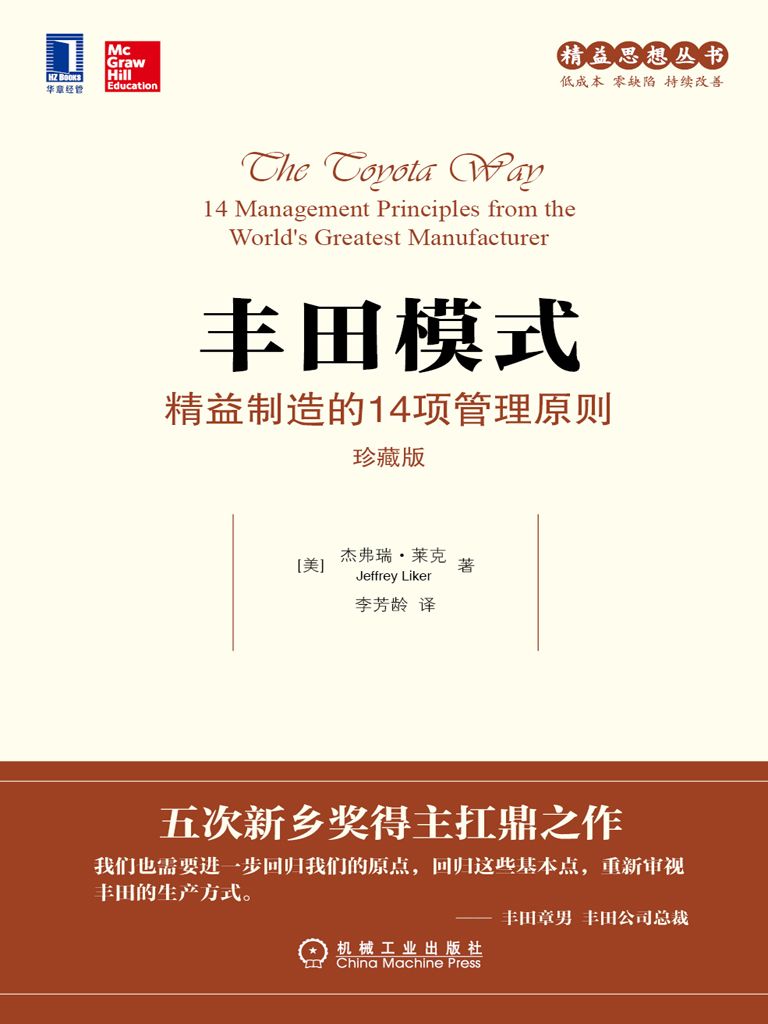 HZ Books
华章经管
Mc
Graw
Hill
Education
精益思想丛书
低成本 零缺陷 持续改善
The Toyota Way
14 Management Principles from the
World's Greatest Manufacturer
丰田模式
精益制造的14项管理原则
珍藏版
[美] 杰弗瑞·莱克 著
Jeffrey Liker
李芳龄 译
五次新乡奖得主扛鼎之作
我们也需要进一步回归我们的原点，回归这些基本点，重新审视
丰田的生产方式。
—— 丰田章男 丰田公司总裁
机械工业出版社
China Machine Press